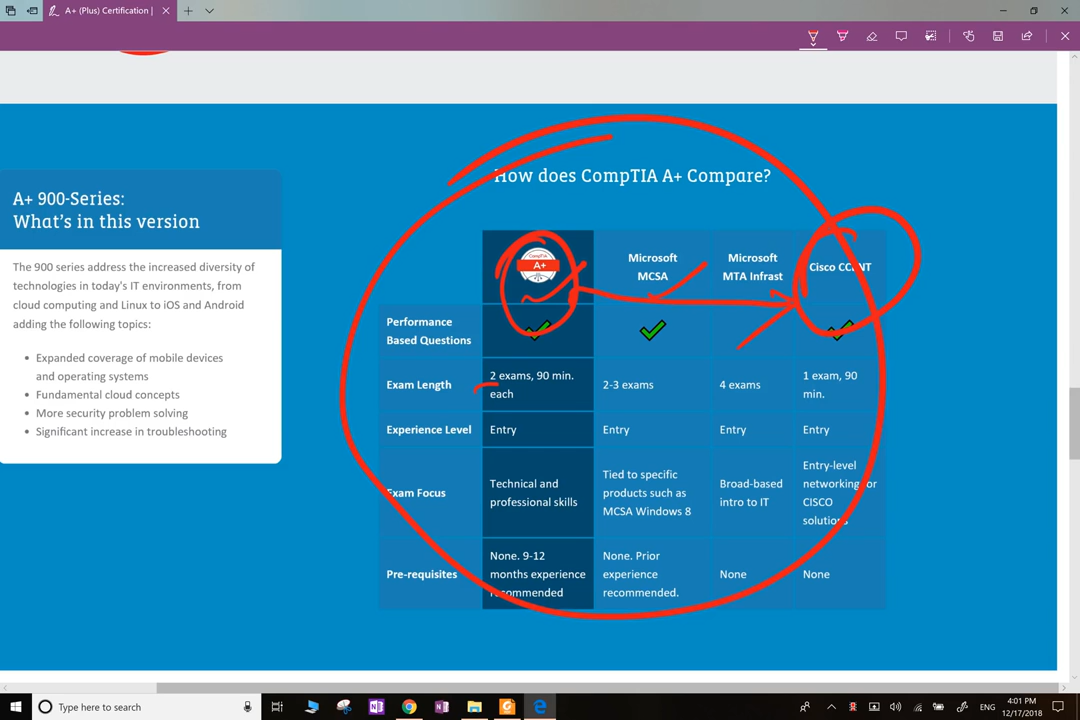 A+ (Plus) Certification |
How does CompTIA A+ Compare?
A+ 900-Series:
What's in this version
The 900 series address the increased diversity of
technologies in today's IT environments, from
cloud computing and Linux to iOS and Android
adding the following topics:
Expanded coverage of mobile devices
and operating systems
Fundamental cloud concepts
More security problem solving
Significant increase in troubleshooting
CompTIA
A+
Microsoft
MCSA
Microsoft
MTA Infrast
Cisco CCENT
Performance
Based Questions
Exam Length
2 exams, 90 min.
each
2-3 exams
4 exams
1 exam, 90
min.
Experience Level
Entry
Entry
Entry
Entry
Exam Focus
Technical and
professional skills
Tied to specific
products such as
MCSA Windows 8
Broad-based
intro to IT
Entry-level
networking for
CISCO
solutions
Pre-requisites
None. 9-12
months experience
recommended
None. Prior
experience
recommended.
None
None
Type here to search
ENG
4:01 PM
12/17/2018